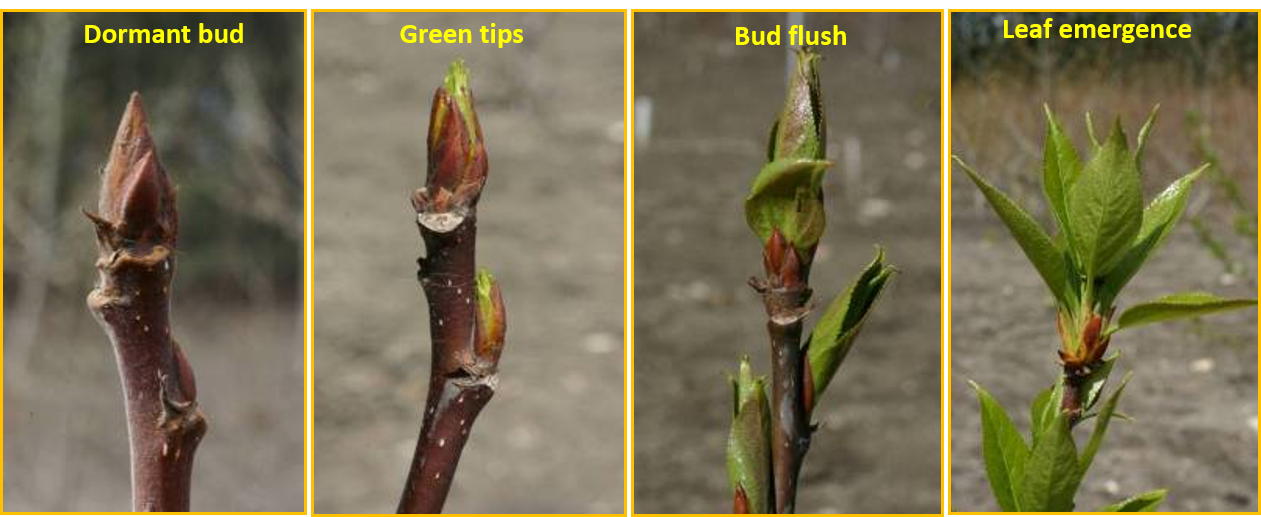 Dormant bud
Green tips
Bud flush
Leaf emergence